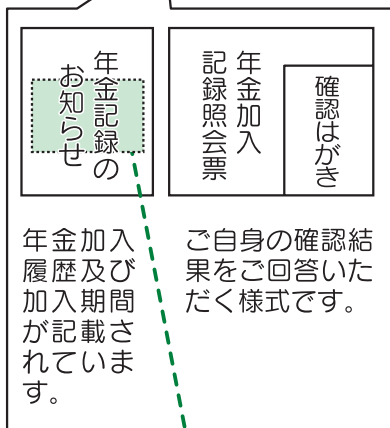 年金記録の
お知らせ
年金加入
記録照会票
確認はがき
年金加入
履歴及び
加入期間
が記載さ
れていま
す。
ご自身の確認結
果をご回答いた
だく様式です。